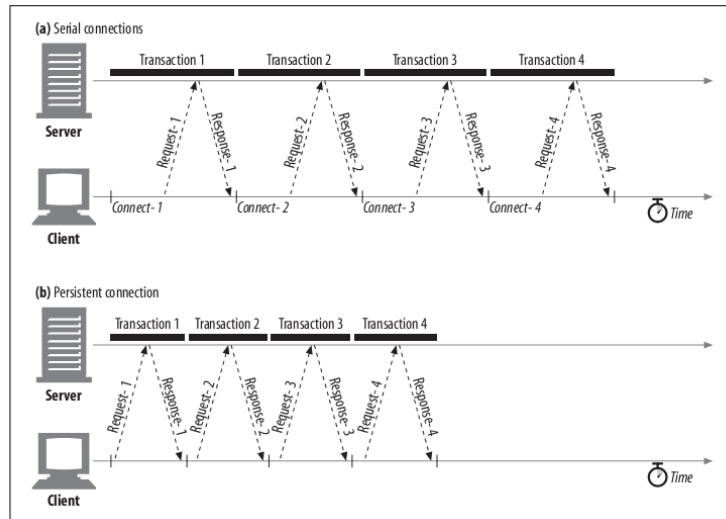 (a) Serial connections
Transaction 1 Transaction 2 Transaction 3 Transaction 4
Server
Request-1 Response-1 Request-2 Response-2 Request-3 Response-3 Request-4 Response-4
Connect-1 Connect-2 Connect-3 Connect-4
Time
Client
(b) Persistent connection
Transaction 1 Transaction 2 Transaction 3 Transaction 4
Server
Request-1 Response-1 Request-2 Response-2 Request-3 Response-3 Request-4 Response-4
Time
Client